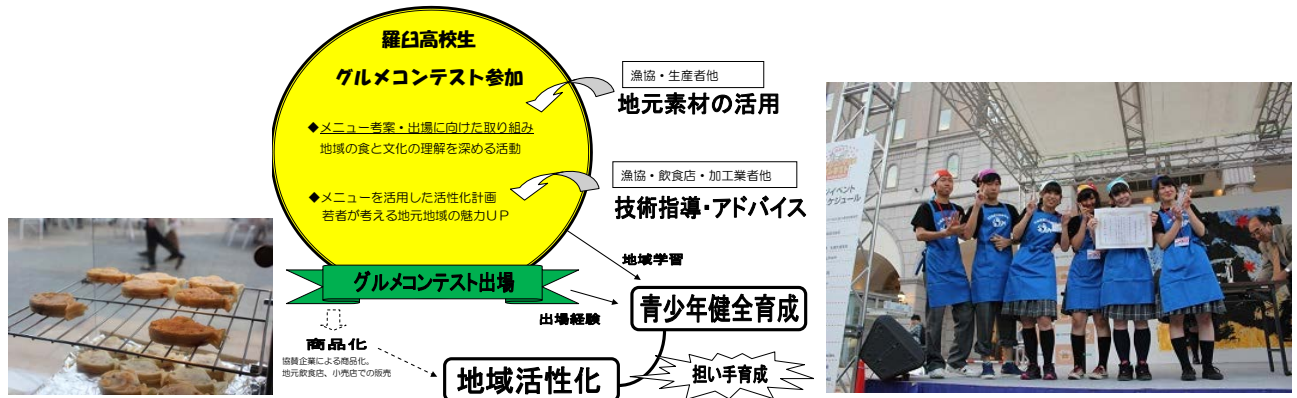 羅臼高校生
グルメコンテスト参加
◆メニュー考案・出場に向けた取り組み
地域の食と文化の理解を深める活動
◆メニューを活用した活性化計画
若者が考える地元地域の魅力UP
漁協・生産者他
地元素材の活用
漁協・飲食店・加工業者他
技術指導・アドバイス
グルメコンテスト出場
地域学習
出場経験
青少年健全育成
商品化
協賛企業による商品化。
地元飲食店、小売店での販売
地域活性化
担い手育成
イベント
スケジュール